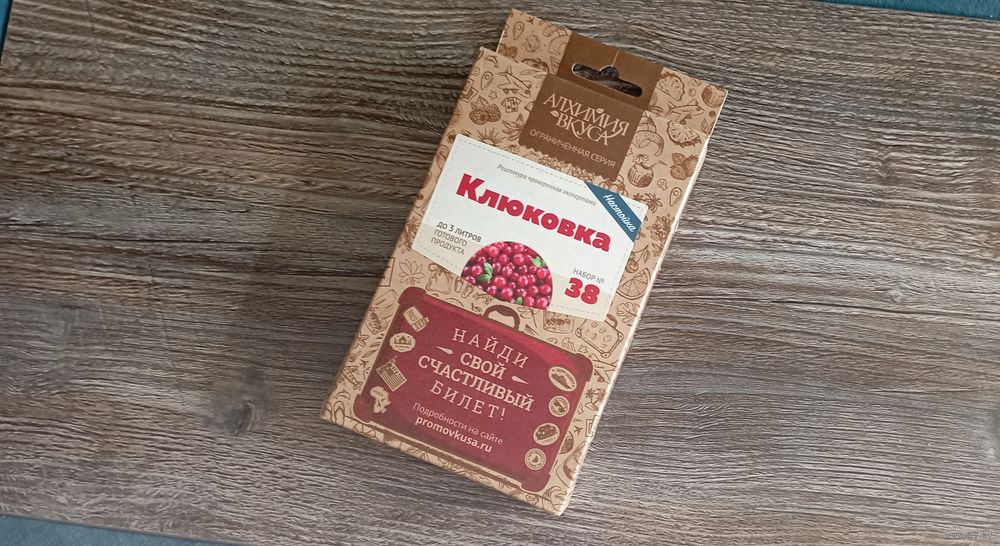 АЛХИМИЯ
ВКУСА
ОГРАНИЧЕННАЯ СЕРИЯ
Рецептура проверенная экспертами
Настойка
Клюковка
ДО 3 ЛИТРОВ
ГОТОВОГО
ПРОДУКТА
НАБОР №
38
НАЙДИ
СВОЙ
СЧАСТЛИВЫЙ
БИЛЕТ!
Подробности на сайте
promovkusa.ru